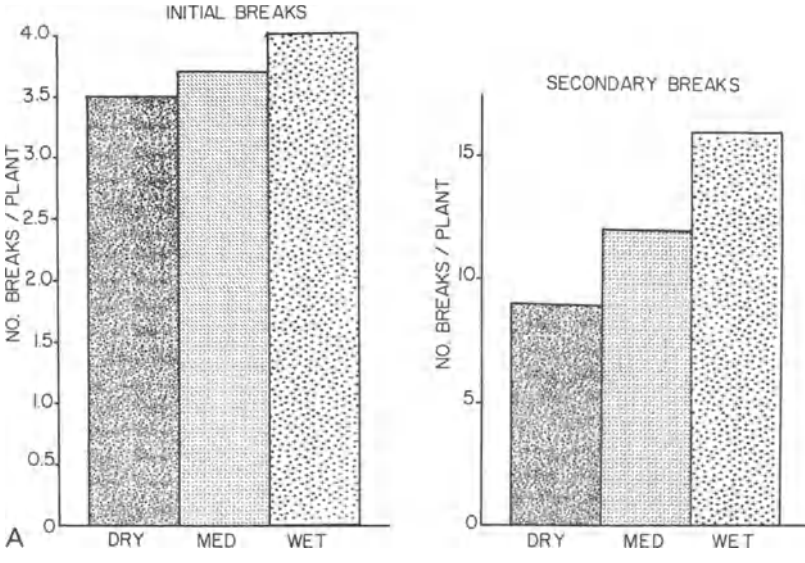 INITIAL BREAKS
4.0
3.5
3.0
2.5
2.0
1.5
1.0
0.5
0
NO. BREAKS / PLANT
DRY MED WET
A
SECONDARY BREAKS
15
10
5
0
NO. BREAKS / PLANT
DRY MED WET